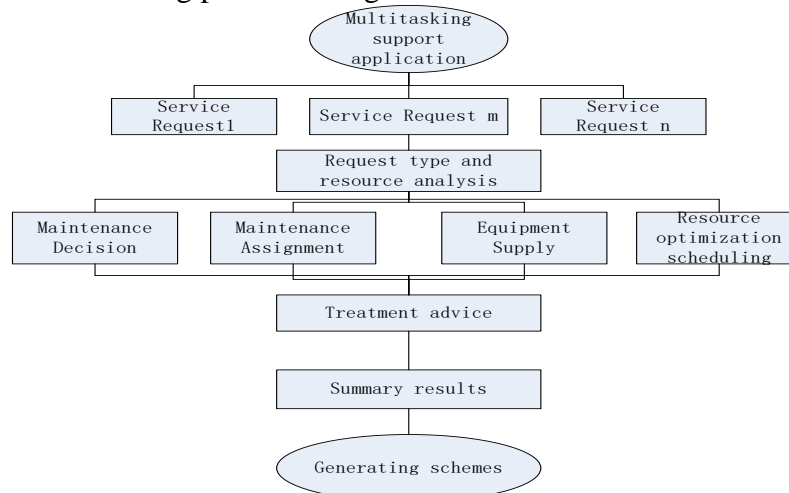 Multitasking
support
application
Service
Request1
Service Request m
Service
Request n
Request type and
resource analysis
Maintenance
Decision
Maintenance
Assignment
Equipment
Supply
Resource
optimization
scheduling
Treatment advice
Summary results
Generating schemes